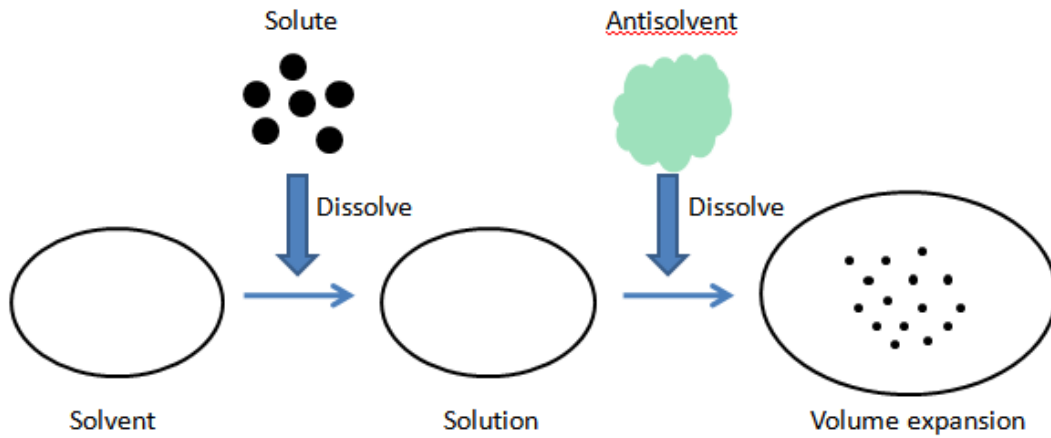 Solute
Antisolvent
Dissolve
Dissolve
Solvent
Solution
Volume expansion